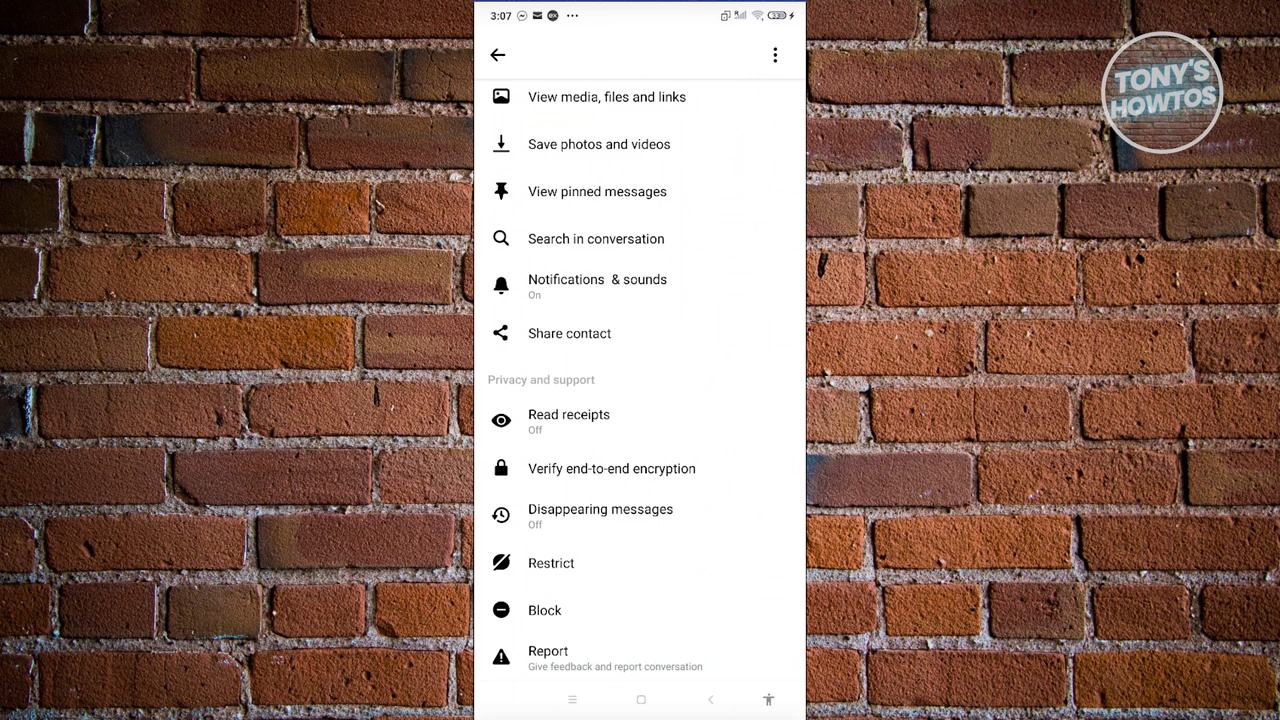 3:07
TONY'S
HOWTOS
View media, files and links
Save photos and videos
View pinned messages
Search in conversation
Notifications & sounds
On
Share contact
Privacy and support
Read receipts
Off
Verify end-to-end encryption
Disappearing messages
Off
Restrict
Block
Report
Give feedback and report conversation